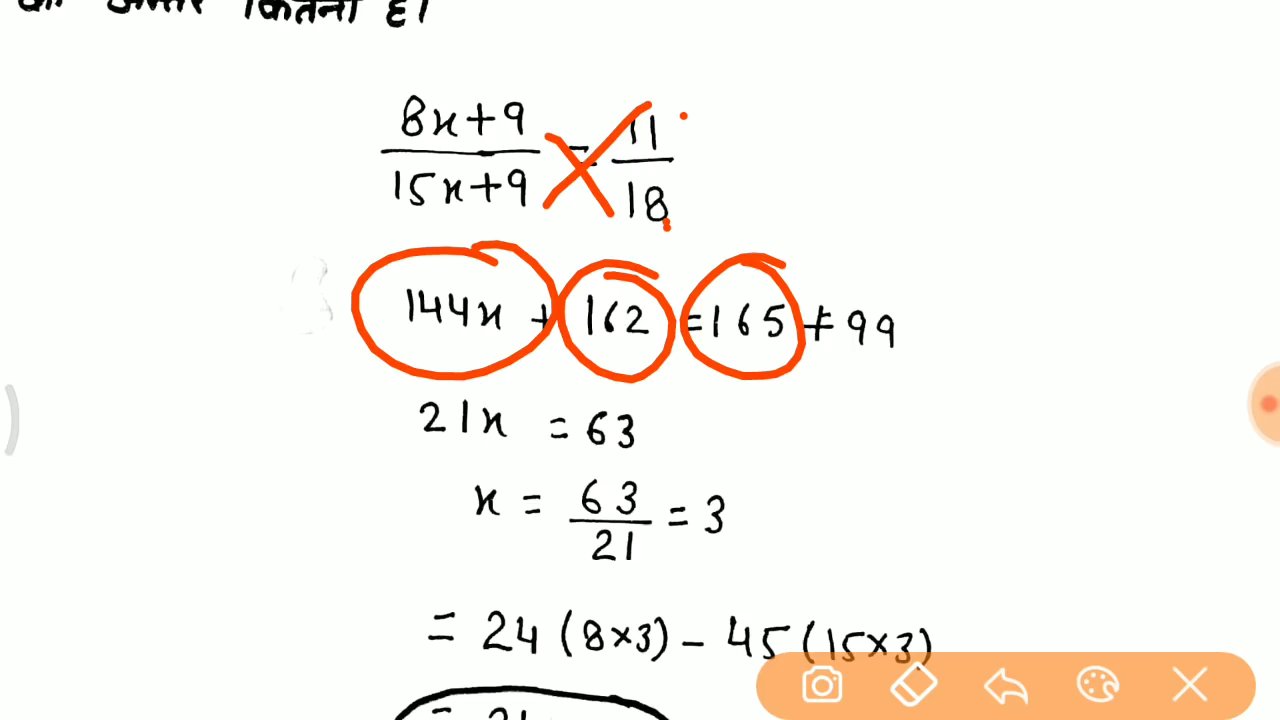 कितना है।
8x+9 / 15x+9 = 11 / 18
144x + 162 = 165 + 99
21x = 63
x = 63 / 21 = 3
= 24 (8×3) - 45 (15×3)